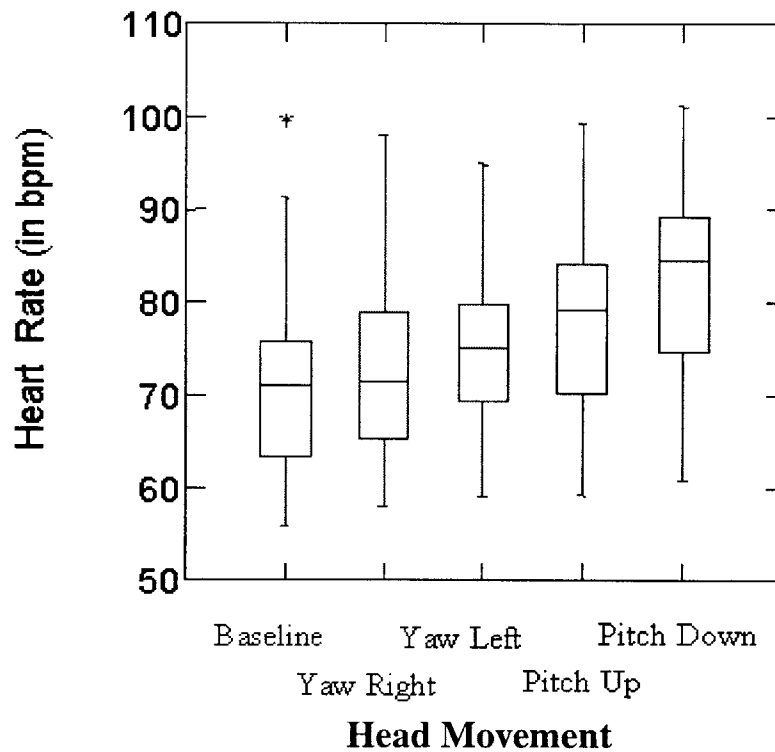 Heart Rate (in bpm)
110
100
90
80
70
60
50
Baseline
Yaw Left
Pitch Down
Yaw Right
Pitch Up
Head Movement